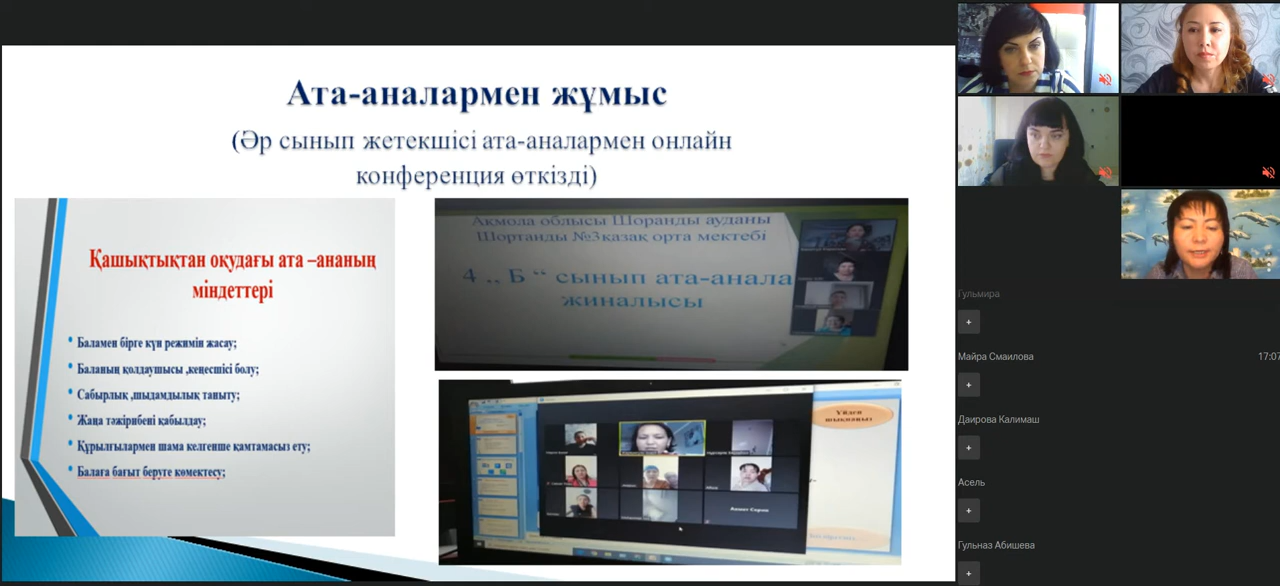 Ата-аналармен жұмыс
(Әр сынып жетекшісі ата-аналармен онлайн
конференция өткізді)
Қашықтықтан оқудағы ата –ананың
міндеттері
Баламен бірге күн режимін жасау;
Баланың қолдаушысы ,кеңесшісі болу;
Сабырлық ,шыдамдылық таныту;
Жаңа тәжірибені қабылдау;
Құрылғылармен шама келгенше қамтамасыз ету;
Балаға бағыт беруге көмектесу;
Ақмола облысы Шоранды ауданы
Шортанды №3қазақ орта мектебі
4 „ Б “ сынып ата-анала
жиналысы
Үйден
шықпаңыз
Гульмира
+
Майра Смаилова 17:07
+
Даирова Калимаш
+
Асель
+
Гульназ Абишева
+